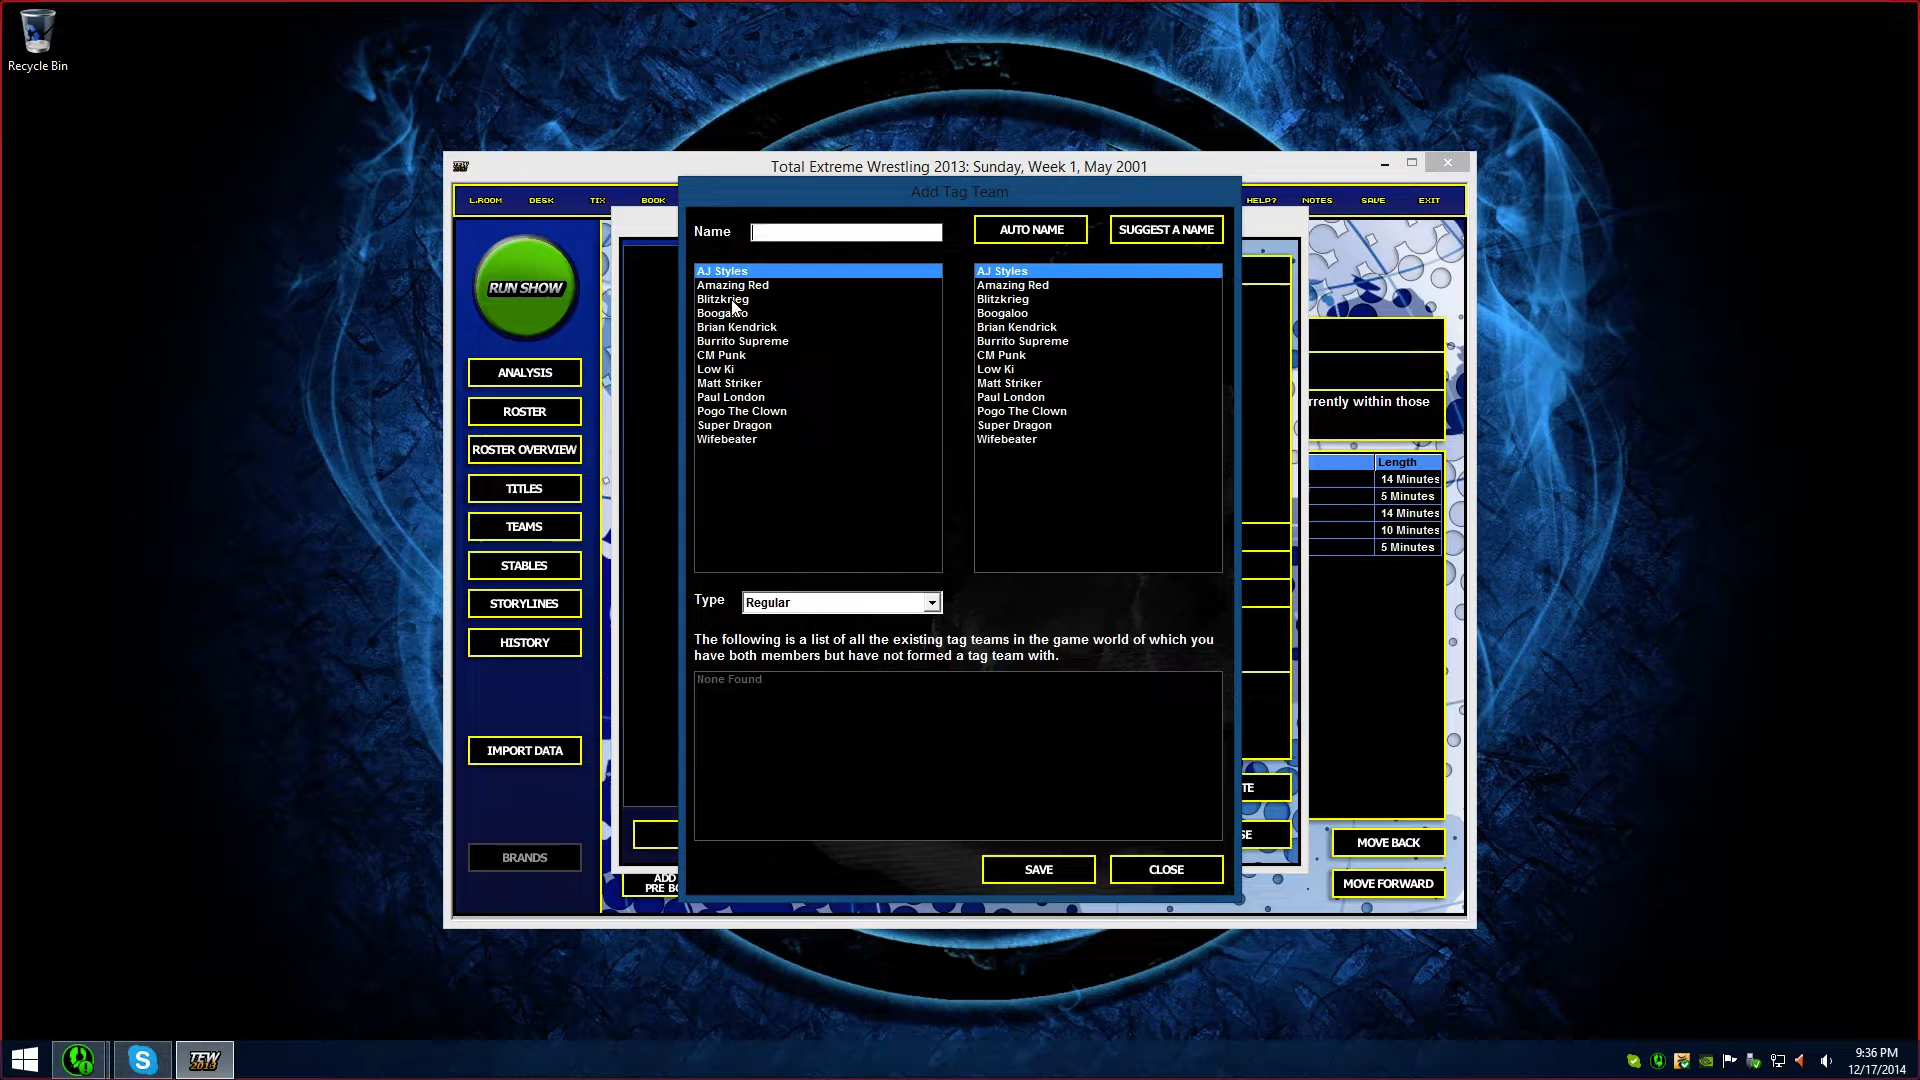 Recycle Bin
Total Extreme Wrestling 2013: Sunday, Week 1, May 2001
L.ROOM DESK TIX BOOK
Add Tag Team
HELP? NOTES SAVE EXIT
Name
AUTO NAME
SUGGEST A NAME
RUN SHOW
ANALYSIS
ROSTER
ROSTER OVERVIEW
TITLES
TEAMS
STABLES
STORYLINES
HISTORY
IMPORT DATA
BRANDS
AJ Styles
Amazing Red
Blitzkrieg
Boogaloo
Brian Kendrick
Burrito Supreme
CM Punk
Low Ki
Matt Striker
Paul London
Pogo The Clown
Super Dragon
Wifebeater
AJ Styles
Amazing Red
Blitzkrieg
Boogaloo
Brian Kendrick
Burrito Supreme
CM Punk
Low Ki
Matt Striker
Paul London
Pogo The Clown
Super Dragon
Wifebeater
Type
Regular
The following is a list of all the existing tag teams in the game world of which you
have both members but have not formed a tag team with.
None Found
SAVE
CLOSE
rrently within those
Length
14 Minutes
5 Minutes
14 Minutes
10 Minutes
5 Minutes
TE
SE
ADD
PRE BO
MOVE BACK
MOVE FORWARD
TEW
2013
9:36 PM
12/17/2014